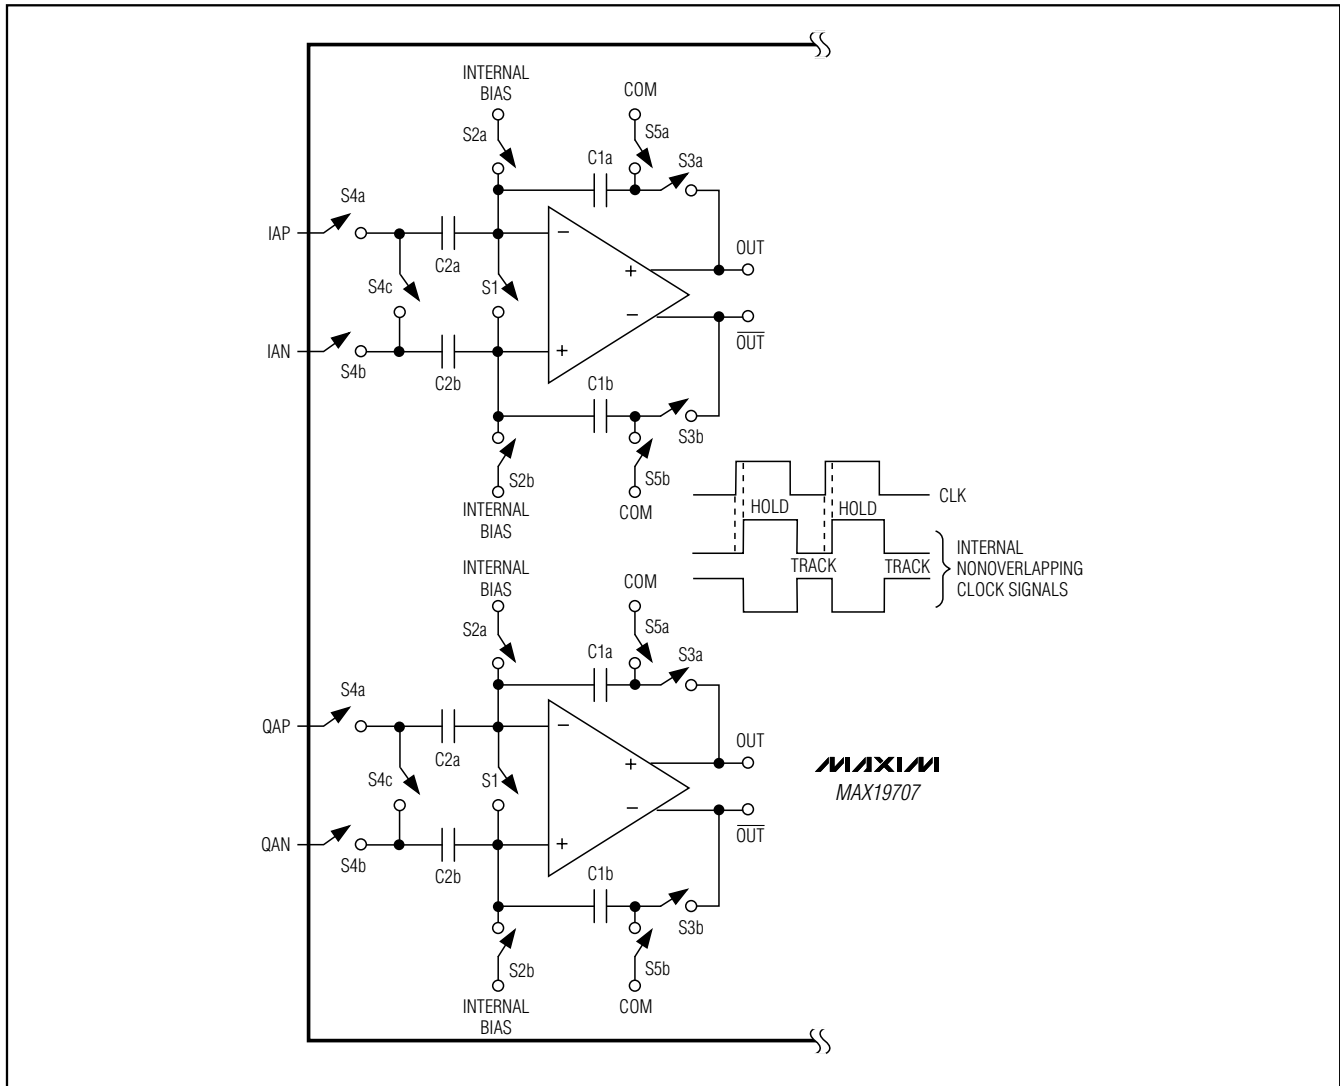 INTERNAL
BIAS
COM
S2a
S5a
C1a
S3a
S4a
IAP
−
OUT
C2a
+
S4c
S1
−
OUT
IAN
+
S4b
C2b
C1b
S3b
S2b
S5b
INTERNAL
BIAS
COM
CLK
HOLD
HOLD
TRACK
TRACK
INTERNAL
NONOVERLAPPING
CLOCK SIGNALS
INTERNAL
BIAS
COM
S2a
S5a
C1a
S3a
S4a
QAP
−
OUT
C2a
+
S4c
S1
−
OUT
QAN
+
S4b
C2b
C1b
S3b
S2b
S5b
INTERNAL
BIAS
COM
MAXIM
MAX19707